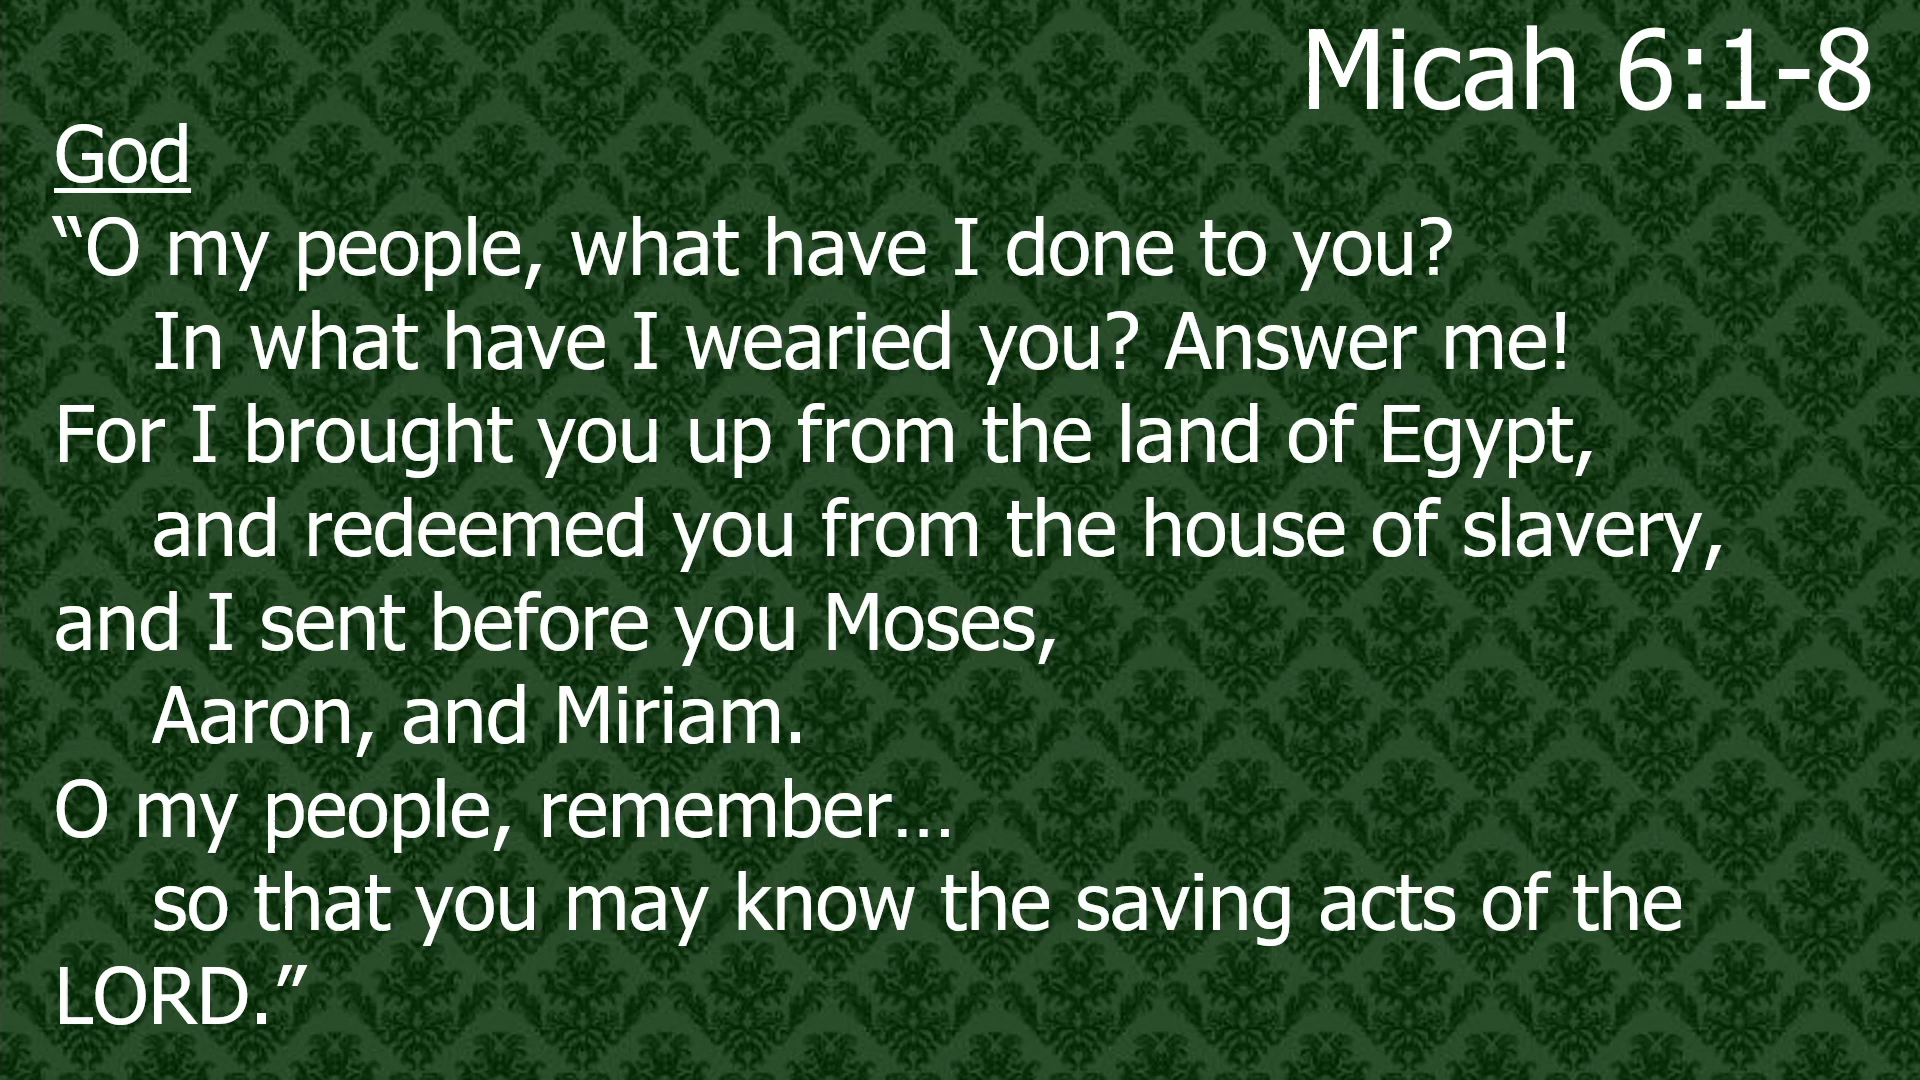 Micah 6:1-8
God
“O my people, what have I done to you?
In what have I wearied you? Answer me!
For I brought you up from the land of Egypt,
and redeemed you from the house of slavery,
and I sent before you Moses,
Aaron, and Miriam.
O my people, remember…
so that you may know the saving acts of the
LORD.”